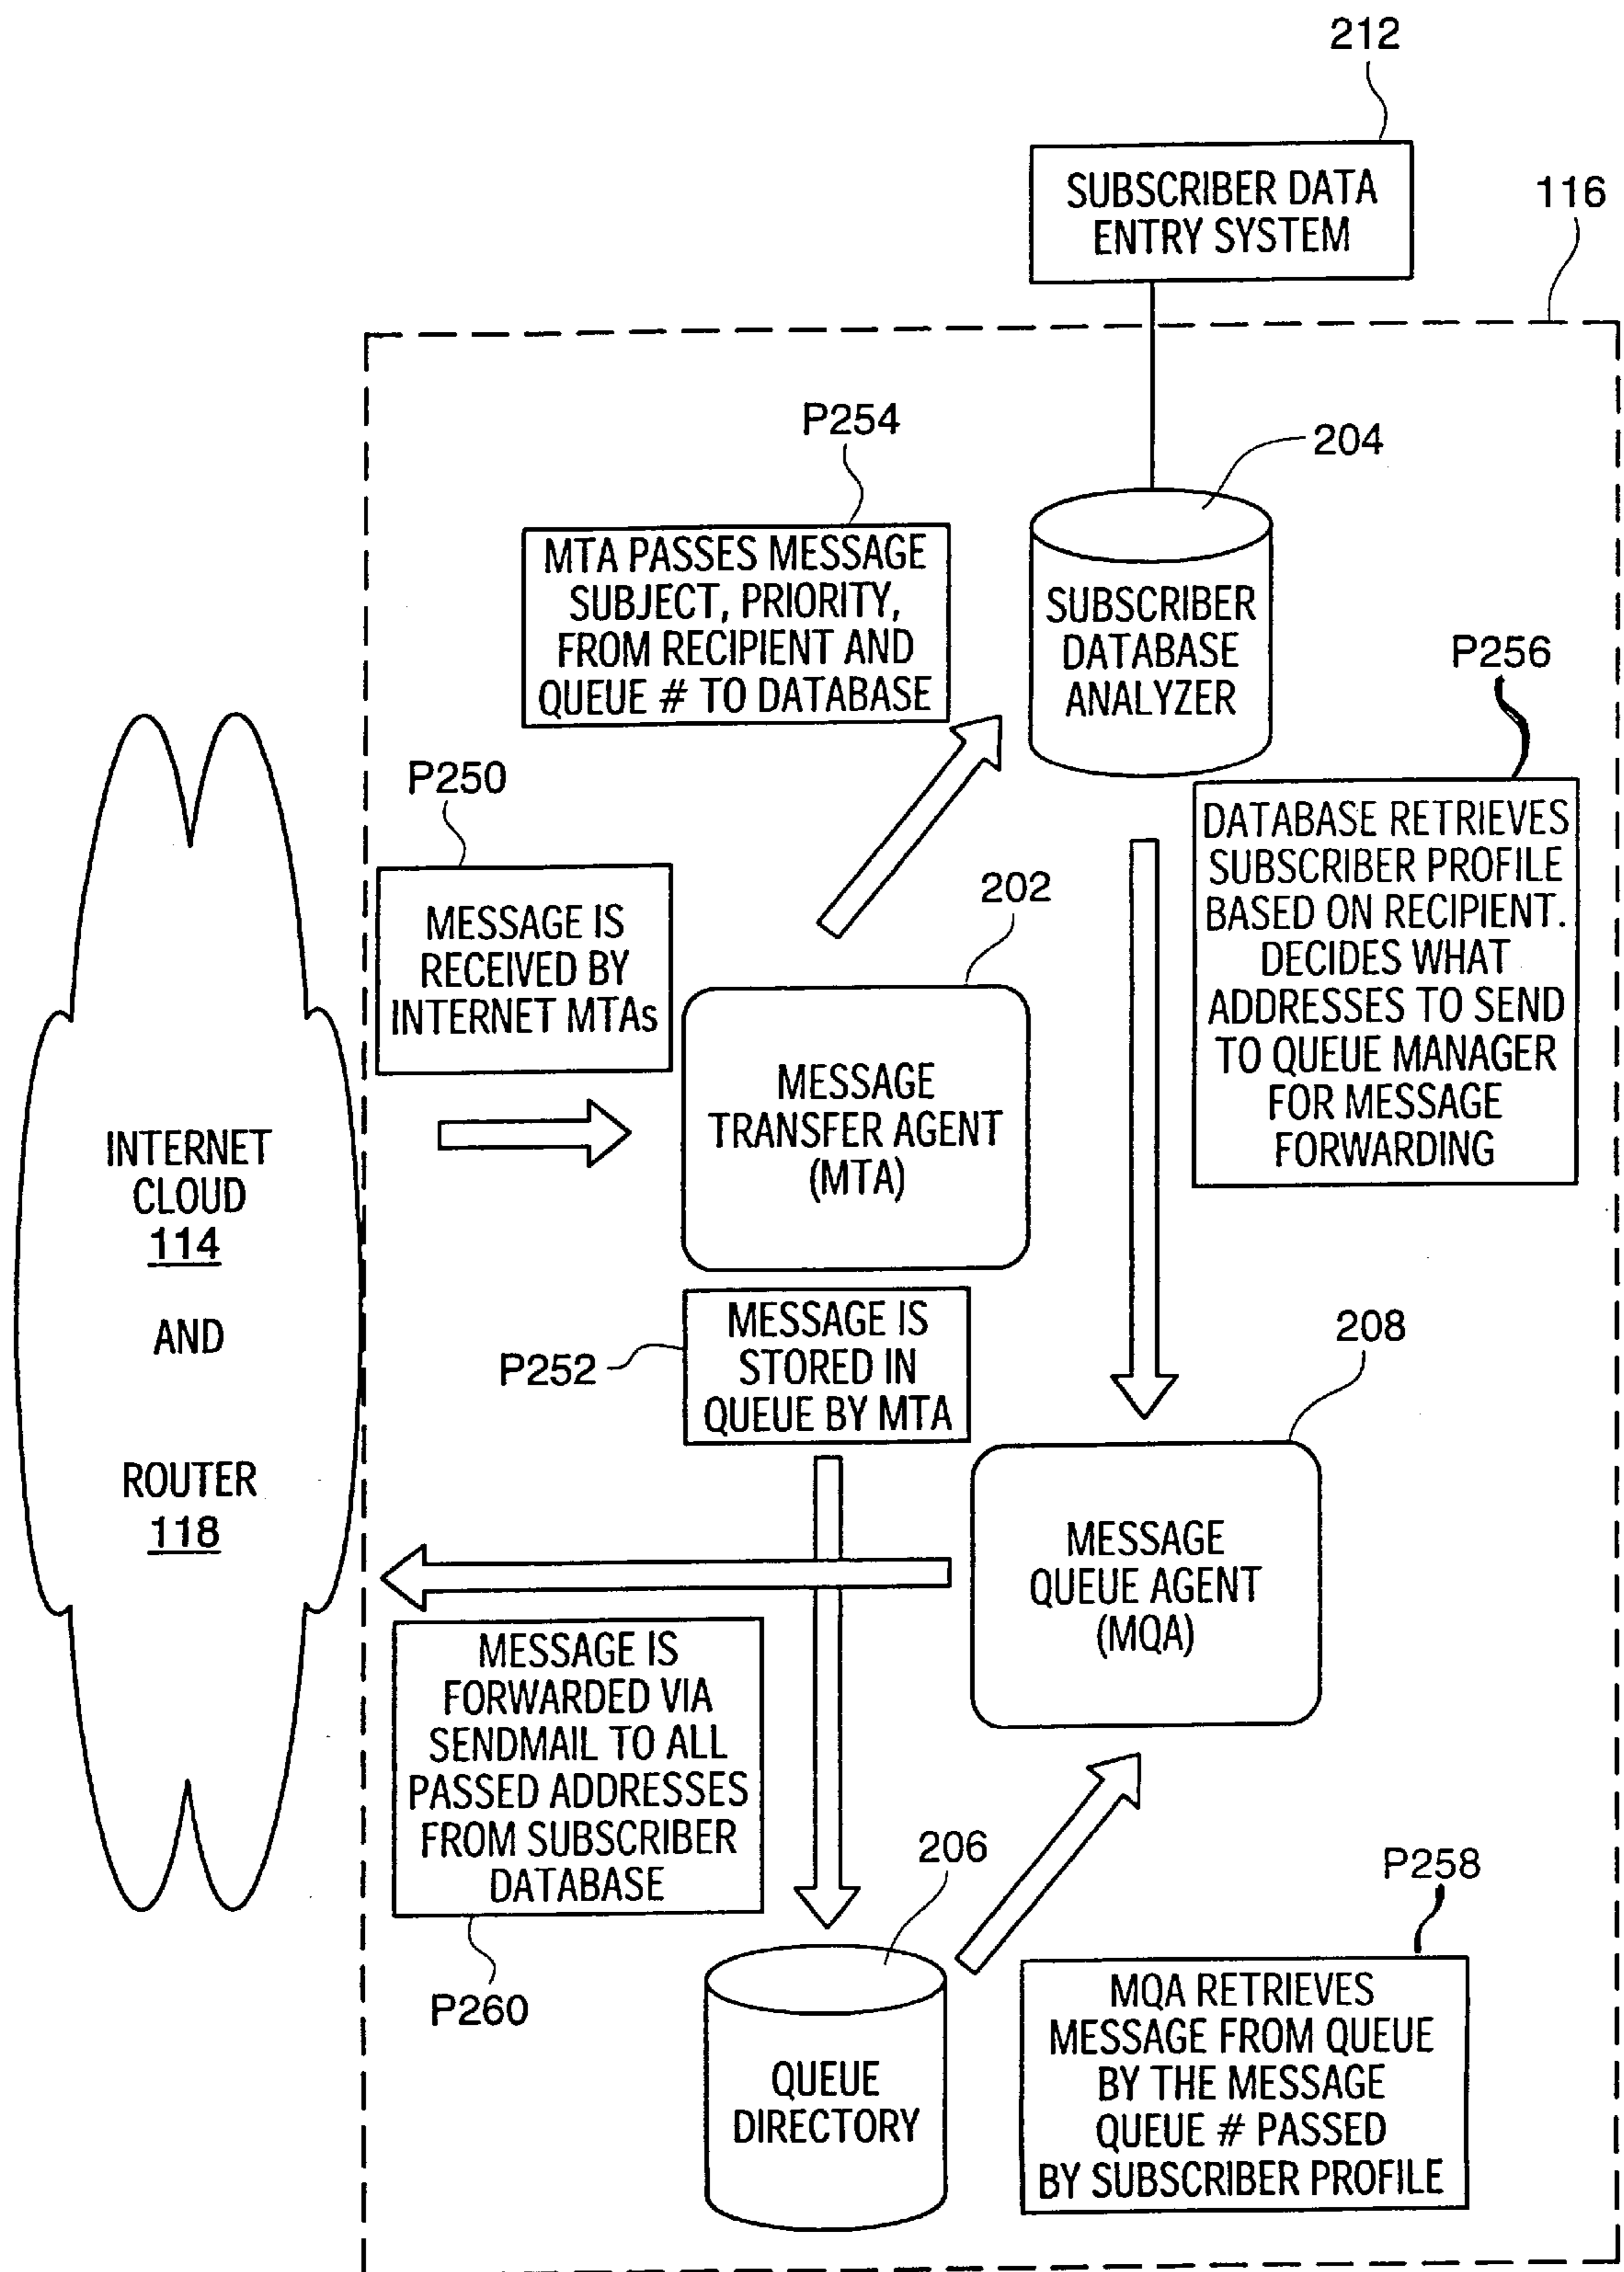 212
SUBSCRIBER DATA
ENTRY SYSTEM
116
P254
204
MTA PASSES MESSAGE
SUBJECT, PRIORITY,
FROM RECIPIENT AND
QUEUE # TO DATABASE
SUBSCRIBER
DATABASE
ANALYZER
P256
P250
DATABASE RETRIEVES
SUBSCRIBER PROFILE
BASED ON RECIPIENT.
DECIDES WHAT
ADDRESSES TO SEND
TO QUEUE MANAGER
FOR MESSAGE
FORWARDING
MESSAGE IS
RECEIVED BY
INTERNET MTAs
202
MESSAGE
TRANSFER AGENT
(MTA)
INTERNET
CLOUD
114
AND
ROUTER
118
P252
MESSAGE IS
STORED IN
QUEUE BY MTA
208
MESSAGE
QUEUE AGENT
(MQA)
MESSAGE IS
FORWARDED VIA
SENDMAIL TO ALL
PASSED ADDRESSES
FROM SUBSCRIBER
DATABASE
P260
206
QUEUE
DIRECTORY
P258
MQA RETRIEVES
MESSAGE FROM QUEUE
BY THE MESSAGE
QUEUE # PASSED
BY SUBSCRIBER PROFILE